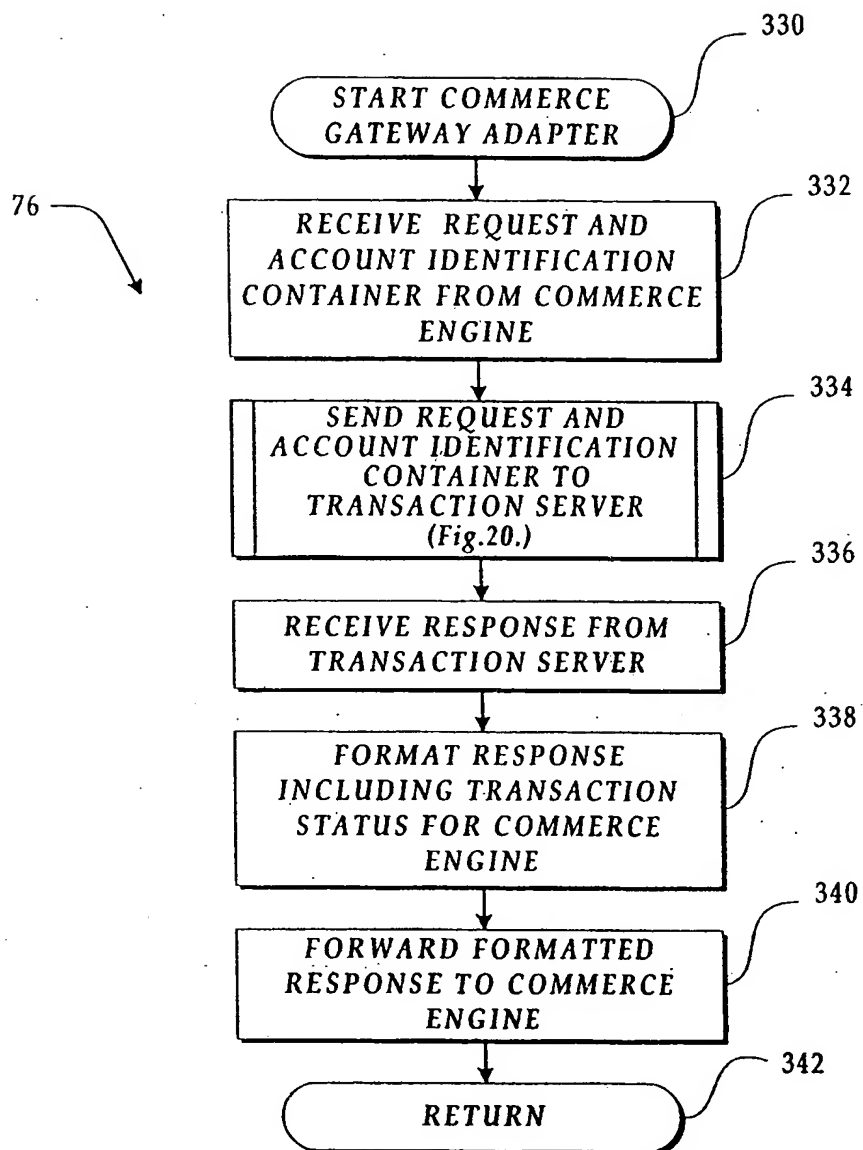 330
START COMMERCE
GATEWAY ADAPTER
332
76
RECEIVE REQUEST AND
ACCOUNT IDENTIFICATION
CONTAINER FROM COMMERCE
ENGINE
334
SEND REQUEST AND
ACCOUNT IDENTIFICATION
CONTAINER TO
TRANSACTION SERVER
(Fig.20.)
336
RECEIVE RESPONSE FROM
TRANSACTION SERVER
338
FORMAT RESPONSE
INCLUDING TRANSACTION
STATUS FOR COMMERCE
ENGINE
340
FORWARD FORMATTED
RESPONSE TO COMMERCE
ENGINE
342
RETURN